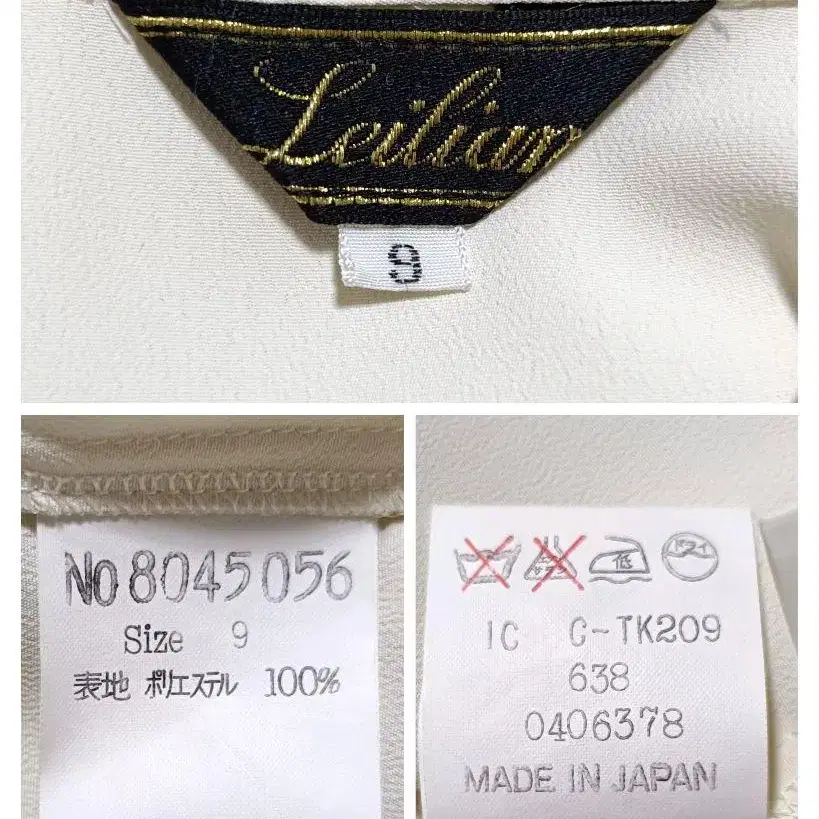 Leilian
9
No 8045056
Size 9
表地 ポリエステル 100%
低 ドライ
IC C-TK209
638
0406378
MADE IN JAPAN